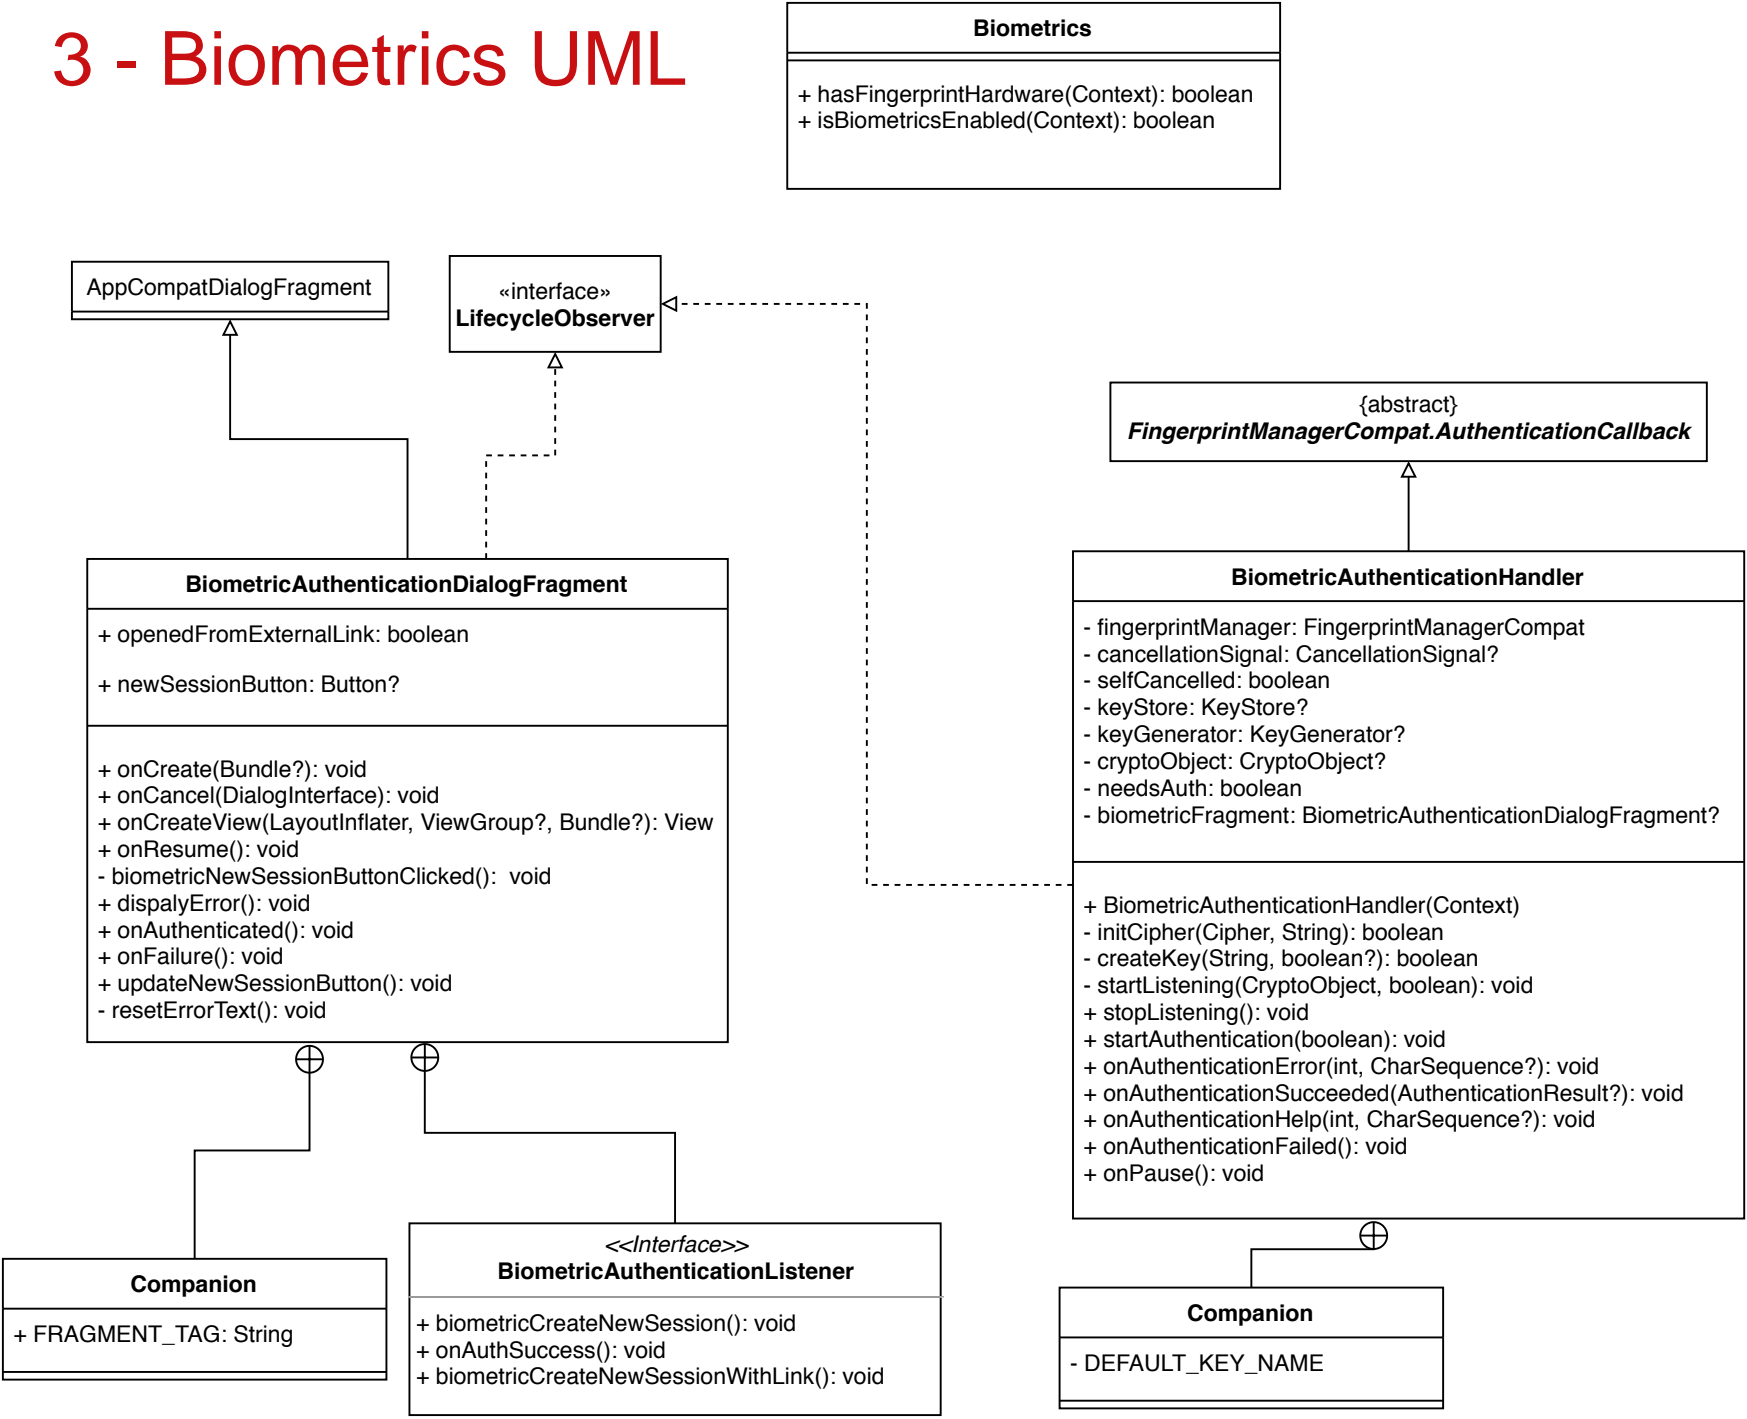 3 - Biometrics UML
Biometrics
+ hasFingerprintHardware(Context): boolean
+ isBiometricsEnabled(Context): boolean
AppCompatDialogFragment
«interface»
LifecycleObserver
{abstract}
FingerprintManagerCompat.AuthenticationCallback
BiometricAuthenticationDialogFragment
+ openedFromExternalLink: boolean
+ newSessionButton: Button?
+ onCreate(Bundle?): void
+ onCancel(DialogInterface): void
+ onCreateView(LayoutInflater, ViewGroup?, Bundle?): View
+ onResume(): void
- biometricNewSessionButtonClicked():  void
+ dispalyError(): void
+ onAuthenticated(): void
+ onFailure(): void
+ updateNewSessionButton(): void
- resetErrorText(): void
BiometricAuthenticationHandler
- fingerprintManager: FingerprintManagerCompat
- cancellationSignal: CancellationSignal?
- selfCancelled: boolean
- keyStore: KeyStore?
- keyGenerator: KeyGenerator?
- cryptoObject: CryptoObject?
- needsAuth: boolean
- biometricFragment: BiometricAuthenticationDialogFragment?
+ BiometricAuthenticationHandler(Context)
- initCipher(Cipher, String): boolean
- createKey(String, boolean?): boolean
- startListening(CryptoObject, boolean): void
+ stopListening(): void
+ startAuthentication(boolean): void
+ onAuthenticationError(int, CharSequence?): void
+ onAuthenticationSucceeded(AuthenticationResult?): void
+ onAuthenticationHelp(int, CharSequence?): void
+ onAuthenticationFailed(): void
+ onPause(): void
Companion
+ FRAGMENT_TAG: String
<<Interface>>
BiometricAuthenticationListener
+ biometricCreateNewSession(): void
+ onAuthSuccess(): void
+ biometricCreateNewSessionWithLink(): void
Companion
- DEFAULT_KEY_NAME